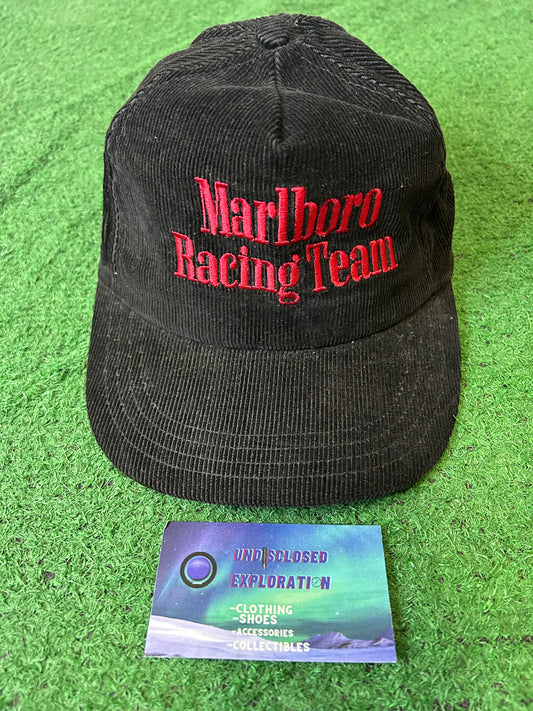 Marlboro
Racing Team
UNDISCLOSED
EXPLORATION
-CLOTHING
-SHOES
-ACCESSORIES
-COLLECTIBLES